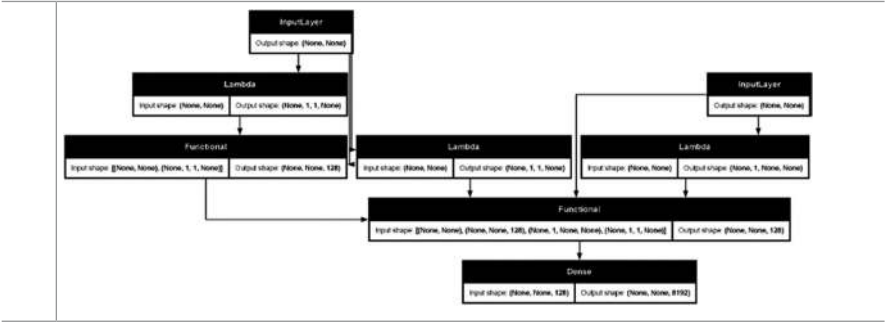 InputLayer
Output shape: (None, None)
Lambda
Input shape: (None, None) Output shape: (None, 1, 1, None)
InputLayer
Output shape: (None, None)
Functional
Input shape: [(None, None), (None, 1, 1, None)] Output shape: (None, None, 128)
Lambda
Input shape: (None, None) Output shape: (None, 1, 1, None)
Lambda
Input shape: (None, None) Output shape: (None, 1, None, None)
Functional
Input shape: [(None, None), (None, None, 128), (None, 1, None, None), (None, 1, 1, None)] Output shape: (None, None, 128)
Dense
Input shape: (None, None, 128) Output shape: (None, None, 8192)